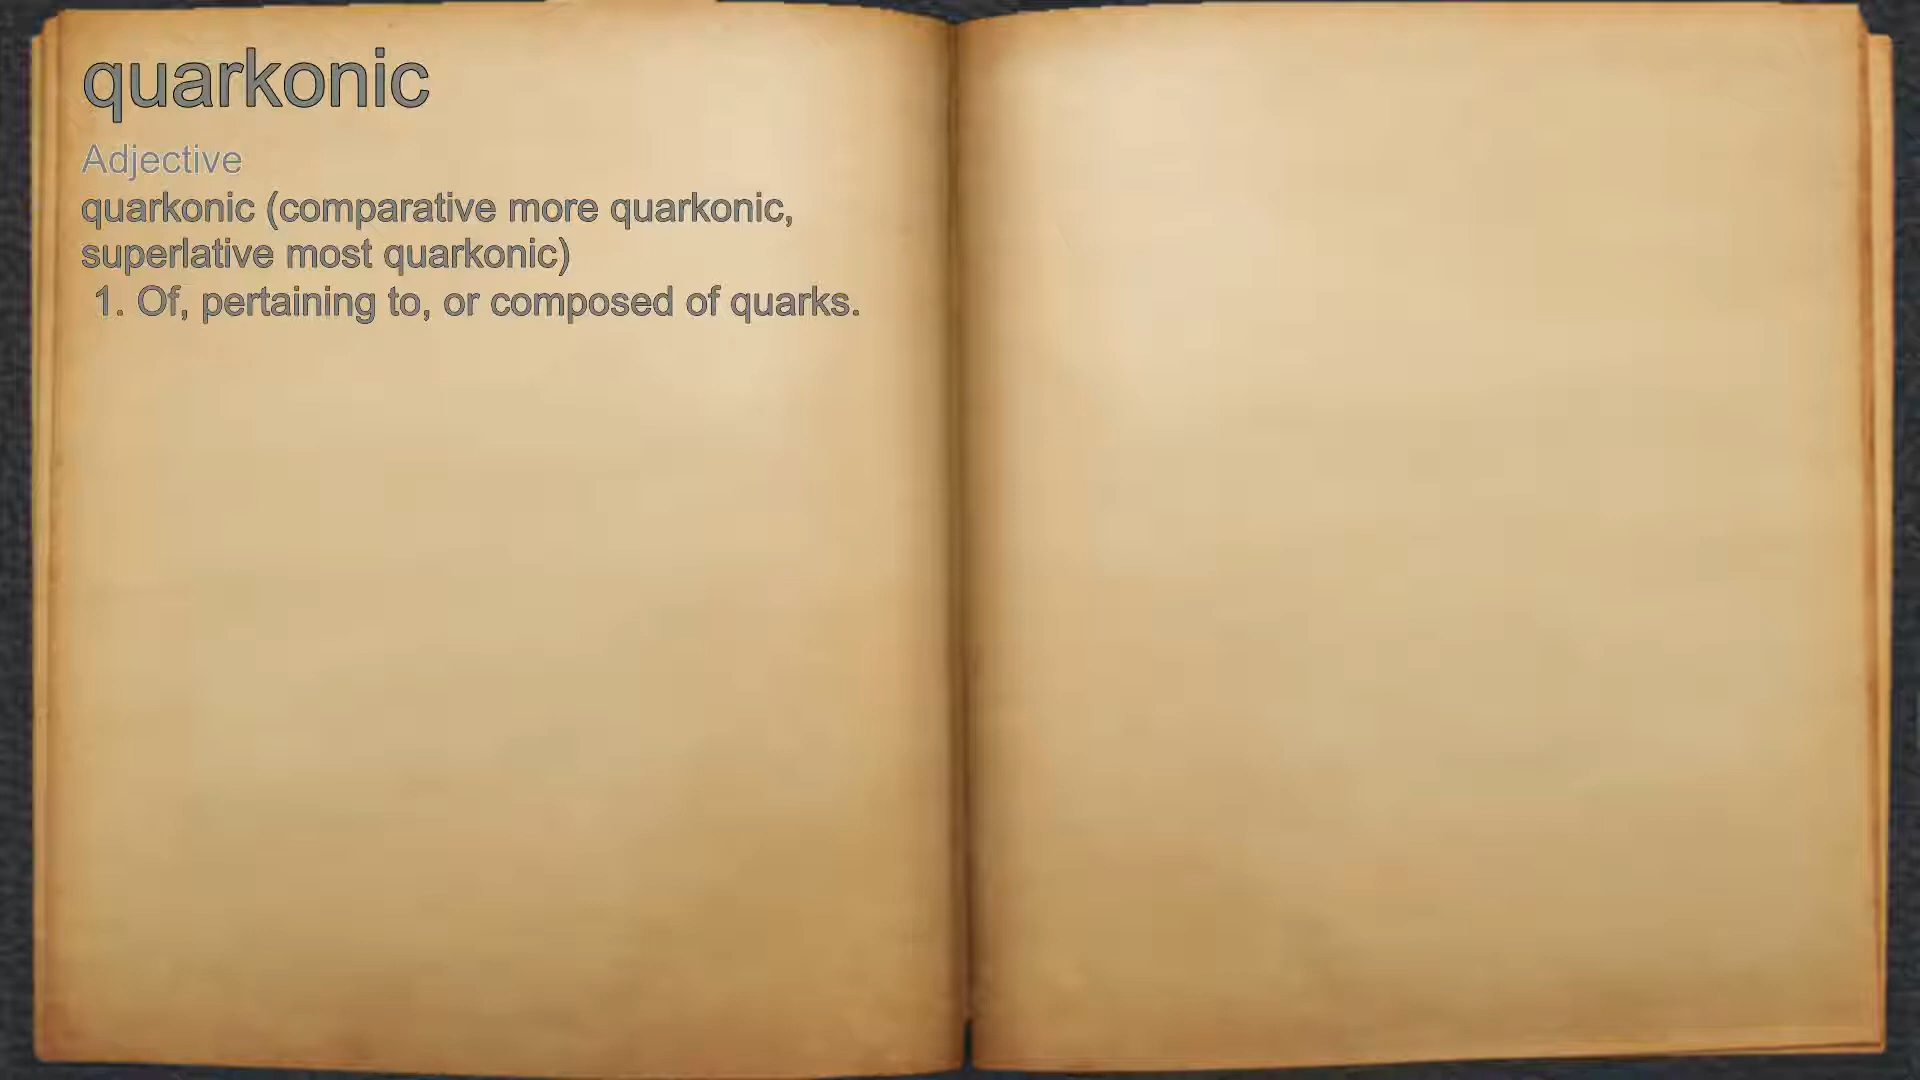 quarkonic
Adjective
quarkonic (comparative more quarkonic,
superlative most quarkonic)
1. Of, pertaining to, or composed of quarks.